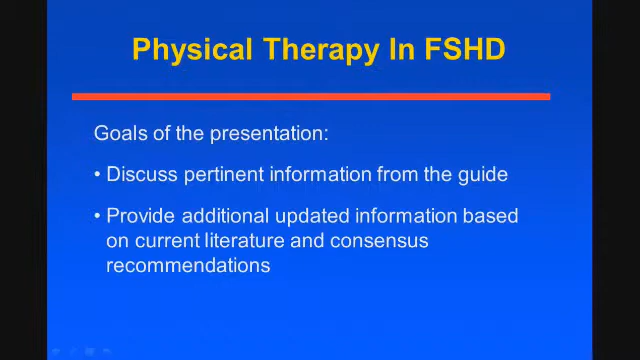 Physical Therapy In FSHD
Goals of the presentation:
• Discuss pertinent information from the guide
• Provide additional updated information based
on current literature and consensus
recommendations